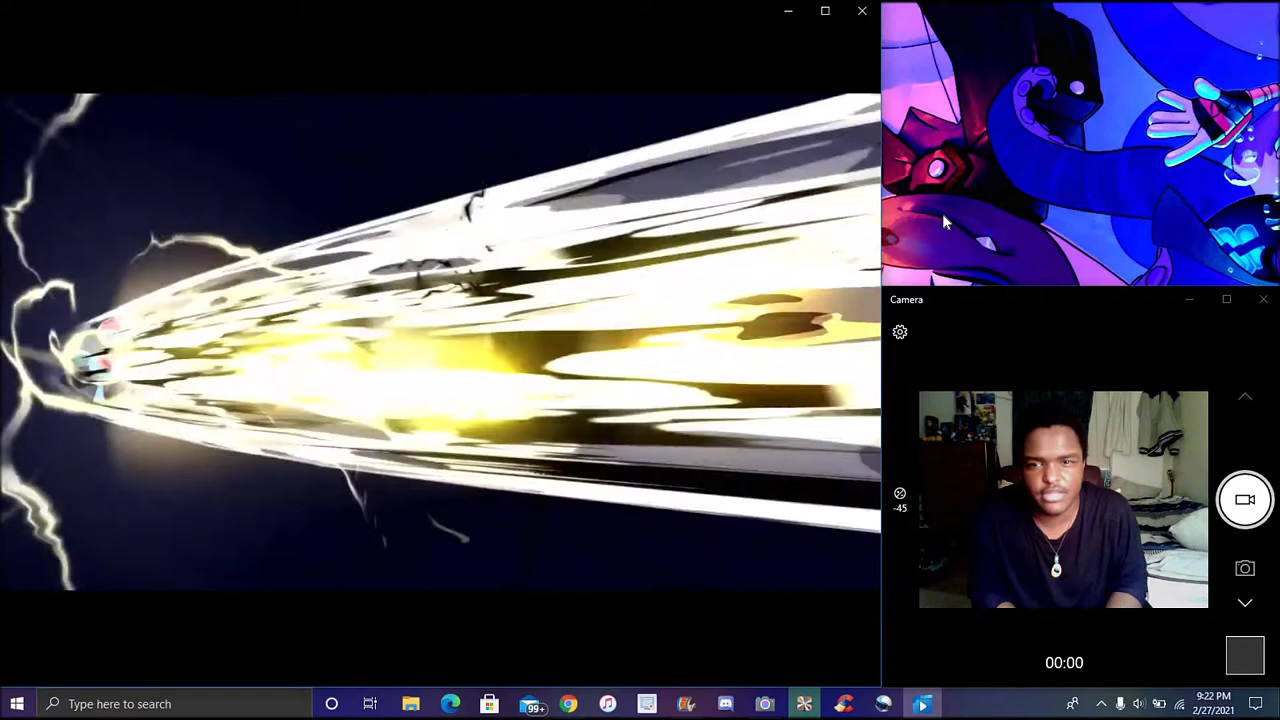 Camera
-45
00:00
Type here to search
99+
9:22 PM
2/27/2021